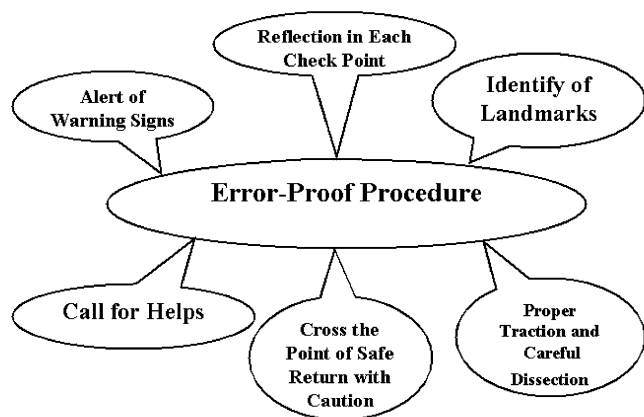 Reflection in Each
Check Point
Identify of
Landmarks
Alert of
Warning Signs
Error-Proof Procedure
Call for Helps
Cross the
Point of Safe
Return with
Caution
Proper
Traction and
Careful
Dissection